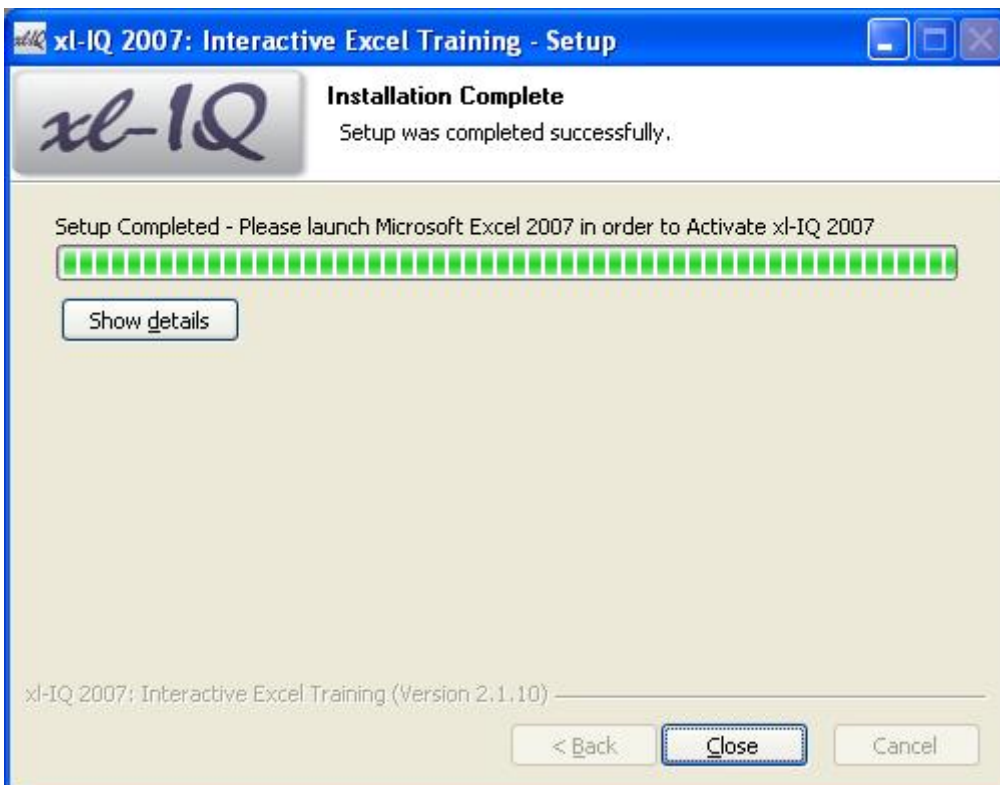 xl-IQ 2007: Interactive Excel Training - Setup
xl-IQ
Installation Complete
Setup was completed successfully.
Setup Completed - Please launch Microsoft Excel 2007 in order to Activate xl-IQ 2007
Show details
xl-IQ 2007: Interactive Excel Training (Version 2.1.10)
< Back
Close
Cancel